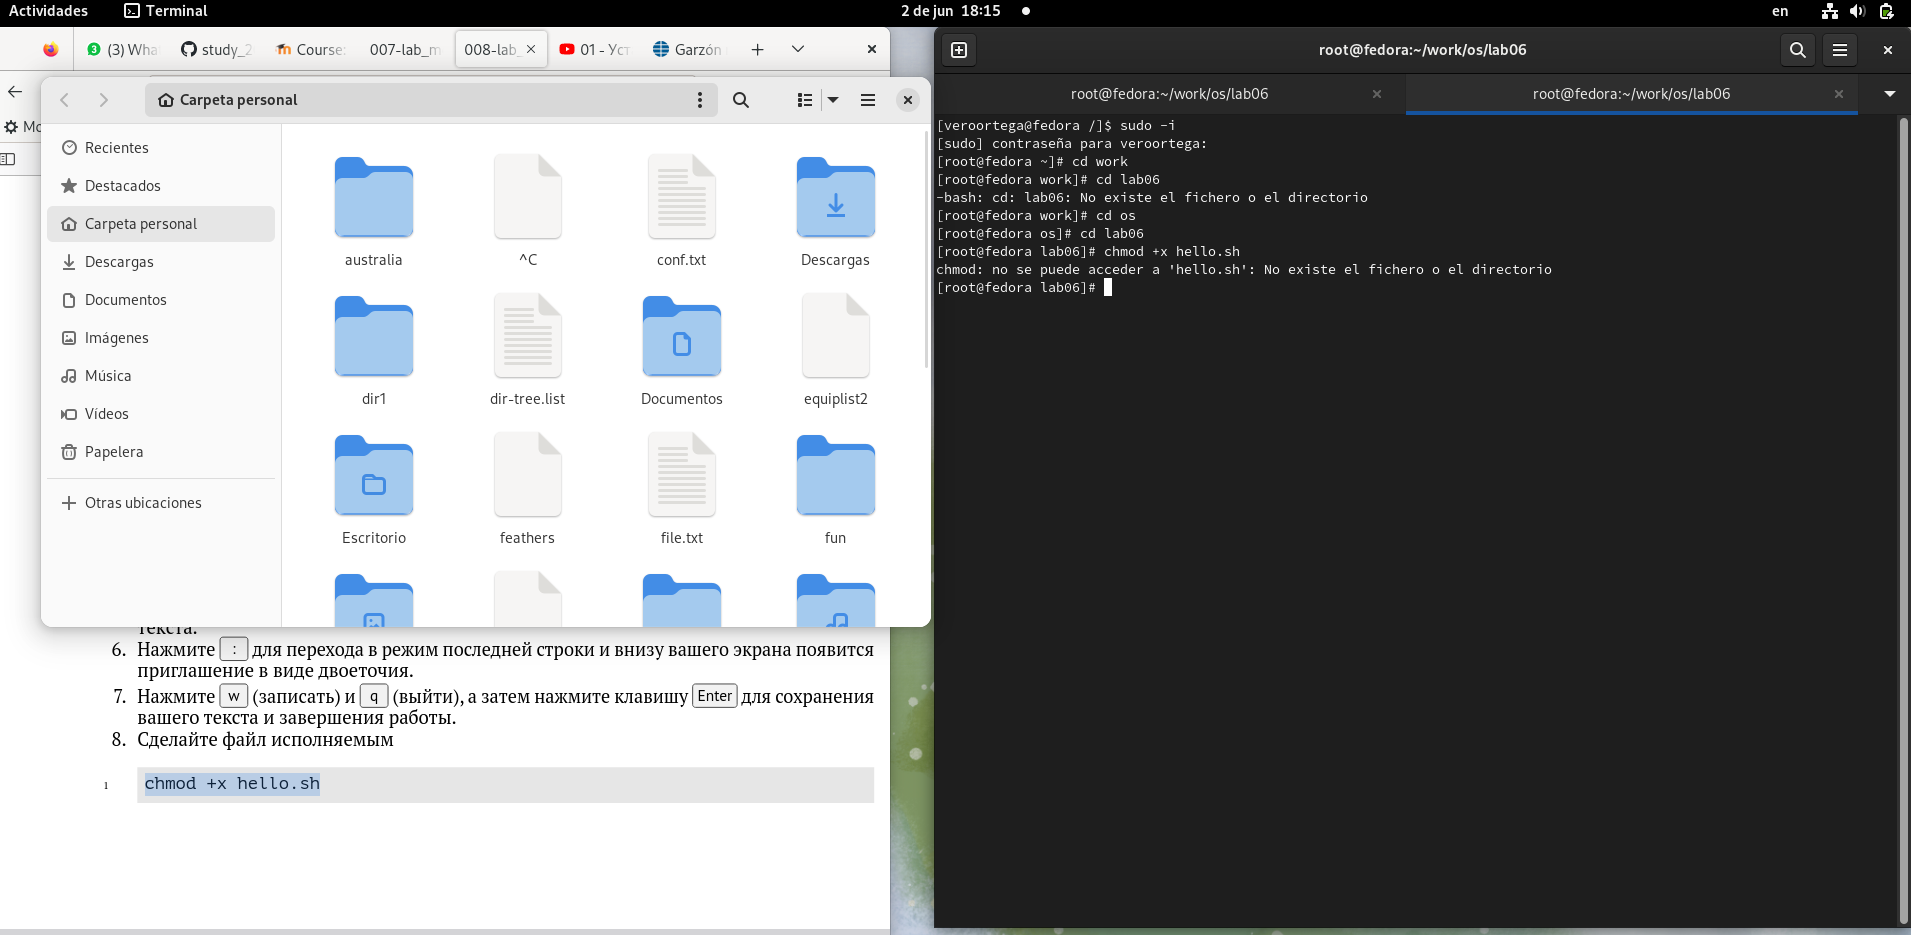 Actividades
Terminal
2 de jun 18:15
en
(3) Wha
study_2
Course:
007-lab_m
008-lab_
01 - Уст
Garzón
Mo
Carpeta personal
Recientes
Destacados
Carpeta personal
Descargas
Documentos
Imágenes
Música
Vídeos
Papelera
Otras ubicaciones
australia
^C
conf.txt
Descargas
dir1
dir-tree.list
Documentos
equiplist2
Escritorio
feathers
file.txt
fun
текста.
6. Нажмите : для перехода в режим последней строки и внизу вашего экрана появится
приглашение в виде двоеточия.
7. Нажмите w (записать) и q (выйти), а затем нажмите клавишу Enter для сохранения
вашего текста и завершения работы.
8. Сделайте файл исполняемым
1 chmod +x hello.sh
root@fedora:~/work/os/lab06
root@fedora:~/work/os/lab06
root@fedora:~/work/os/lab06
[veroortega@fedora /]$ sudo -i
[sudo] contraseña para veroortega:
[root@fedora ~]# cd work
[root@fedora work]# cd lab06
-bash: cd: lab06: No existe el fichero o el directorio
[root@fedora work]# cd os
[root@fedora os]# cd lab06
[root@fedora lab06]# chmod +x hello.sh
chmod: no se puede acceder a 'hello.sh': No existe el fichero o el directorio
[root@fedora lab06]#